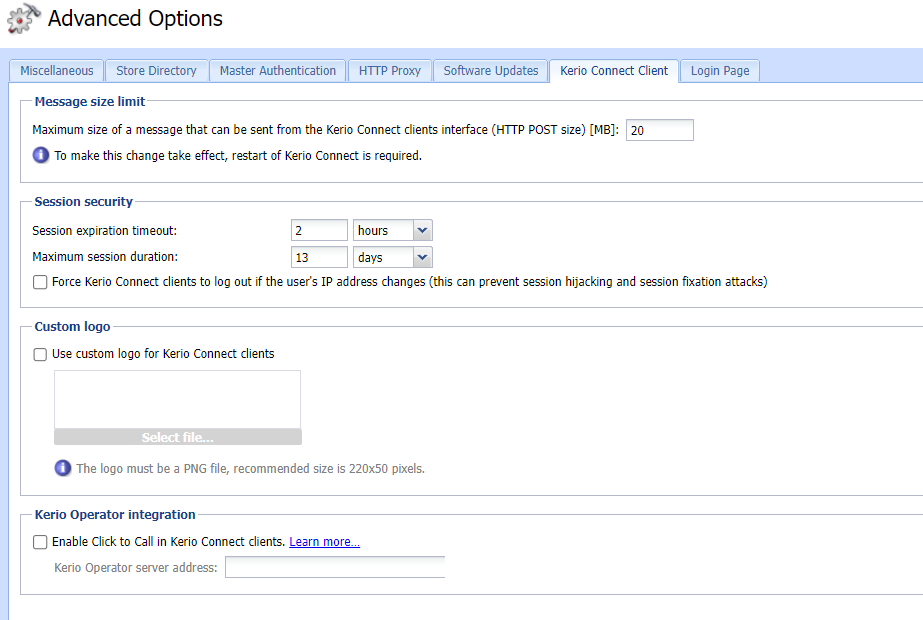 Advanced Options
Miscellaneous Store Directory Master Authentication HTTP Proxy Software Updates Kerio Connect Client Login Page
Message size limit
Maximum size of a message that can be sent from the Kerio Connect clients interface (HTTP POST size) [MB]: 20
To make this change take effect, restart of Kerio Connect is required.
Session security
Session expiration timeout: 2 hours
Maximum session duration: 13 days
Force Kerio Connect clients to log out if the user's IP address changes (this can prevent session hijacking and session fixation attacks)
Custom logo
Use custom logo for Kerio Connect clients
Select file...
The logo must be a PNG file, recommended size is 220x50 pixels.
Kerio Operator integration
Enable Click to Call in Kerio Connect clients. Learn more...
Kerio Operator server address: